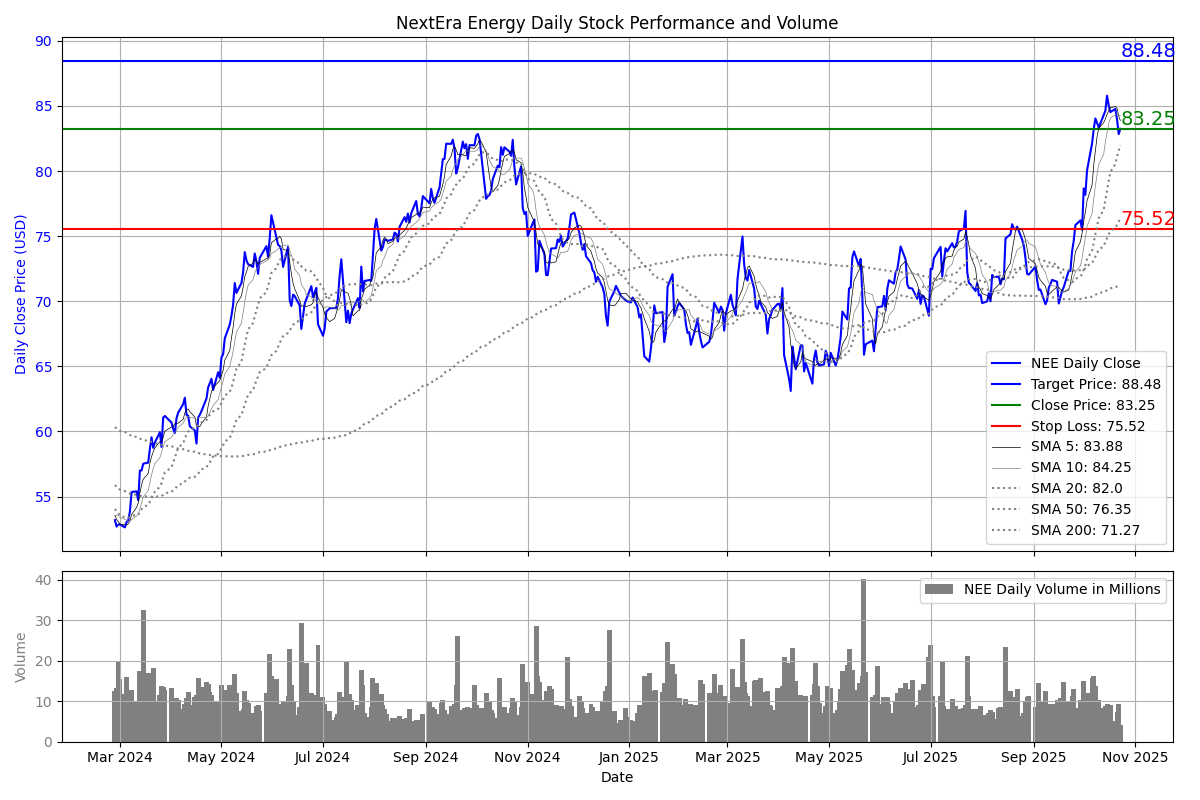 NextEra Energy Daily Stock Performance and Volume
Daily Close Price (USD)
90
85
80
75
70
65
60
55
88.48
83.25
75.52
NEE Daily Close
Target Price: 88.48
Close Price: 83.25
Stop Loss: 75.52
SMA 5: 83.88
SMA 10: 84.25
SMA 20: 82.0
SMA 50: 76.35
SMA 200: 71.27
Volume
40
30
20
10
0
NEE Daily Volume in Millions
Mar 2024 May 2024 Jul 2024 Sep 2024 Nov 2024 Jan 2025 Mar 2025 May 2025 Jul 2025 Sep 2025 Nov 2025
Date